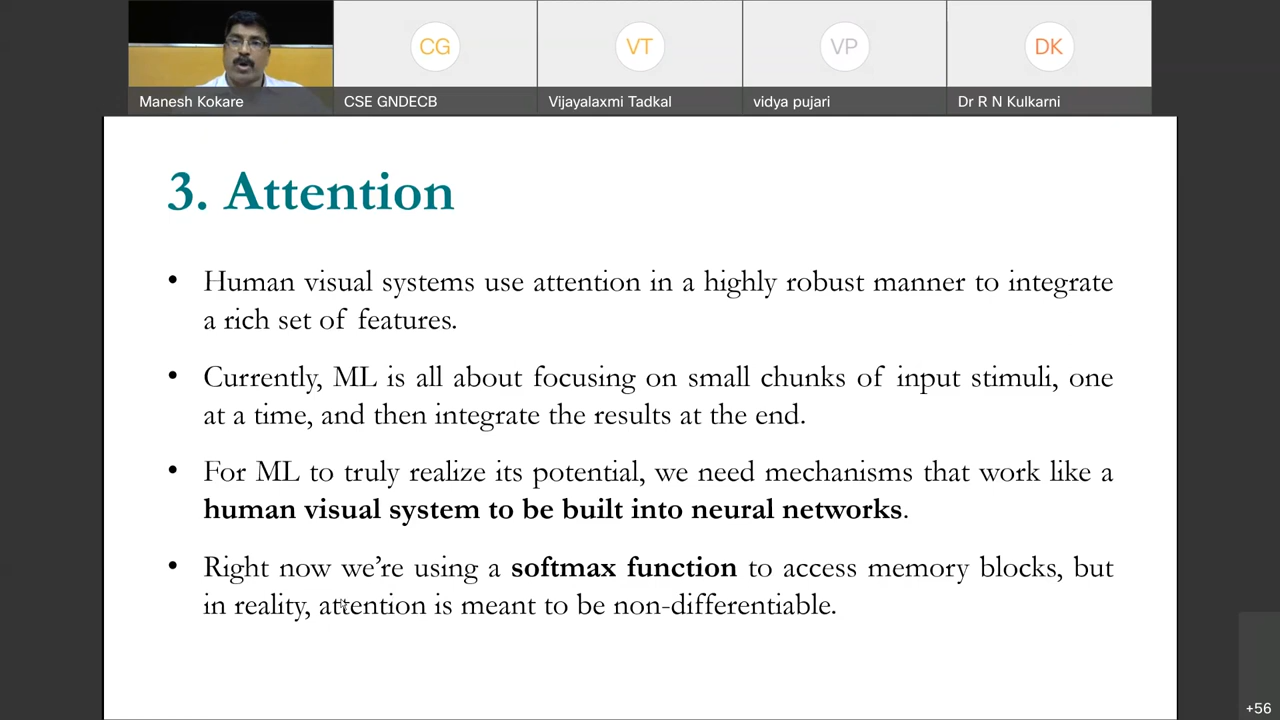 CG
VT
VP
DK
Manesh Kokare
CSE GNDECB
Vijayalaxmi Tadkal
vidya pujari
Dr R N Kulkarni
3. Attention
• Human visual systems use attention in a highly robust manner to integrate
a rich set of features.
• Currently, ML is all about focusing on small chunks of input stimuli, one
at a time, and then integrate the results at the end.
• For ML to truly realize its potential, we need mechanisms that work like a
human visual system to be built into neural networks.
• Right now we’re using a softmax function to access memory blocks, but
in reality, attention is meant to be non-differentiable.
+56